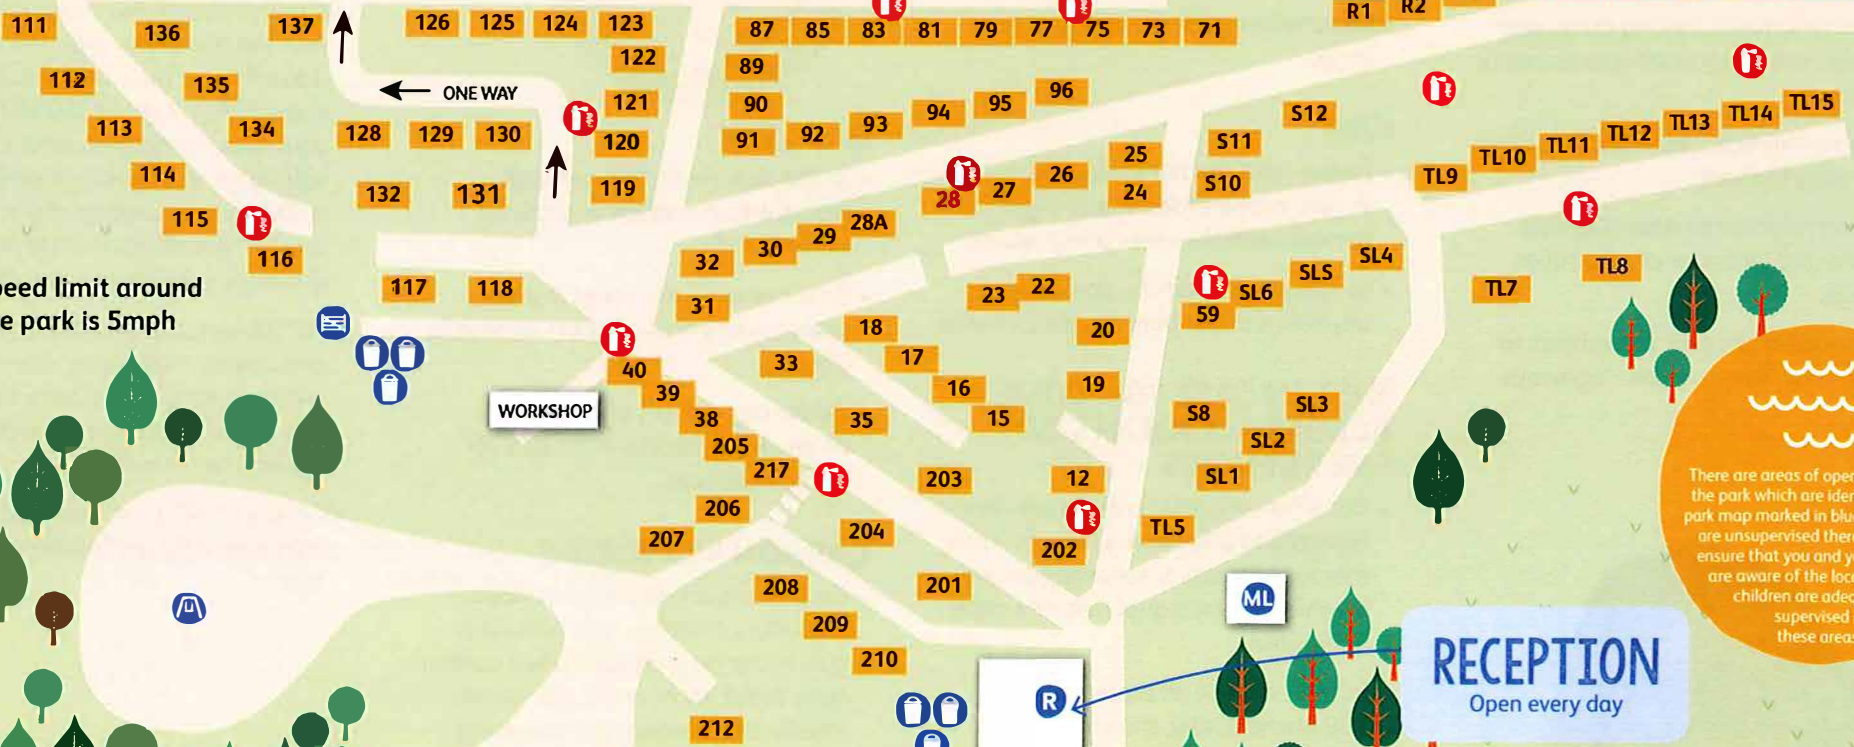 R1 R2
111 136 137 126 125 124 123 87 85 83 81 79 77 75 73 71
122 89
112 135 ONE WAY 121 90 94 95 96 S12 TL15
113 134 128 129 130 120 91 92 93 S11 TL11 TL12 TL13 TL14
114 25 TL10
132 131 119 28 27 26 24 S10 TL9
115 28A
116 32 30 29 SL4
117 118 31 23 22 SL6 SLS TL7 TL8
peed limit around
e park is 5mph
59
18 20
40 33 17
39 16 19
WORKSHOP 38 35 15 S8 SL3
205 SL2
217 203 12 SL1
There are areas of open
the park which are iden
park map marked in blu
are unsupervised there
ensure that you and y
are aware of the loc
children are ade
supervised
these areas
206
207 204 202 TL5
208 201 ML
209
210
RECEPTION
Open every day
R
212